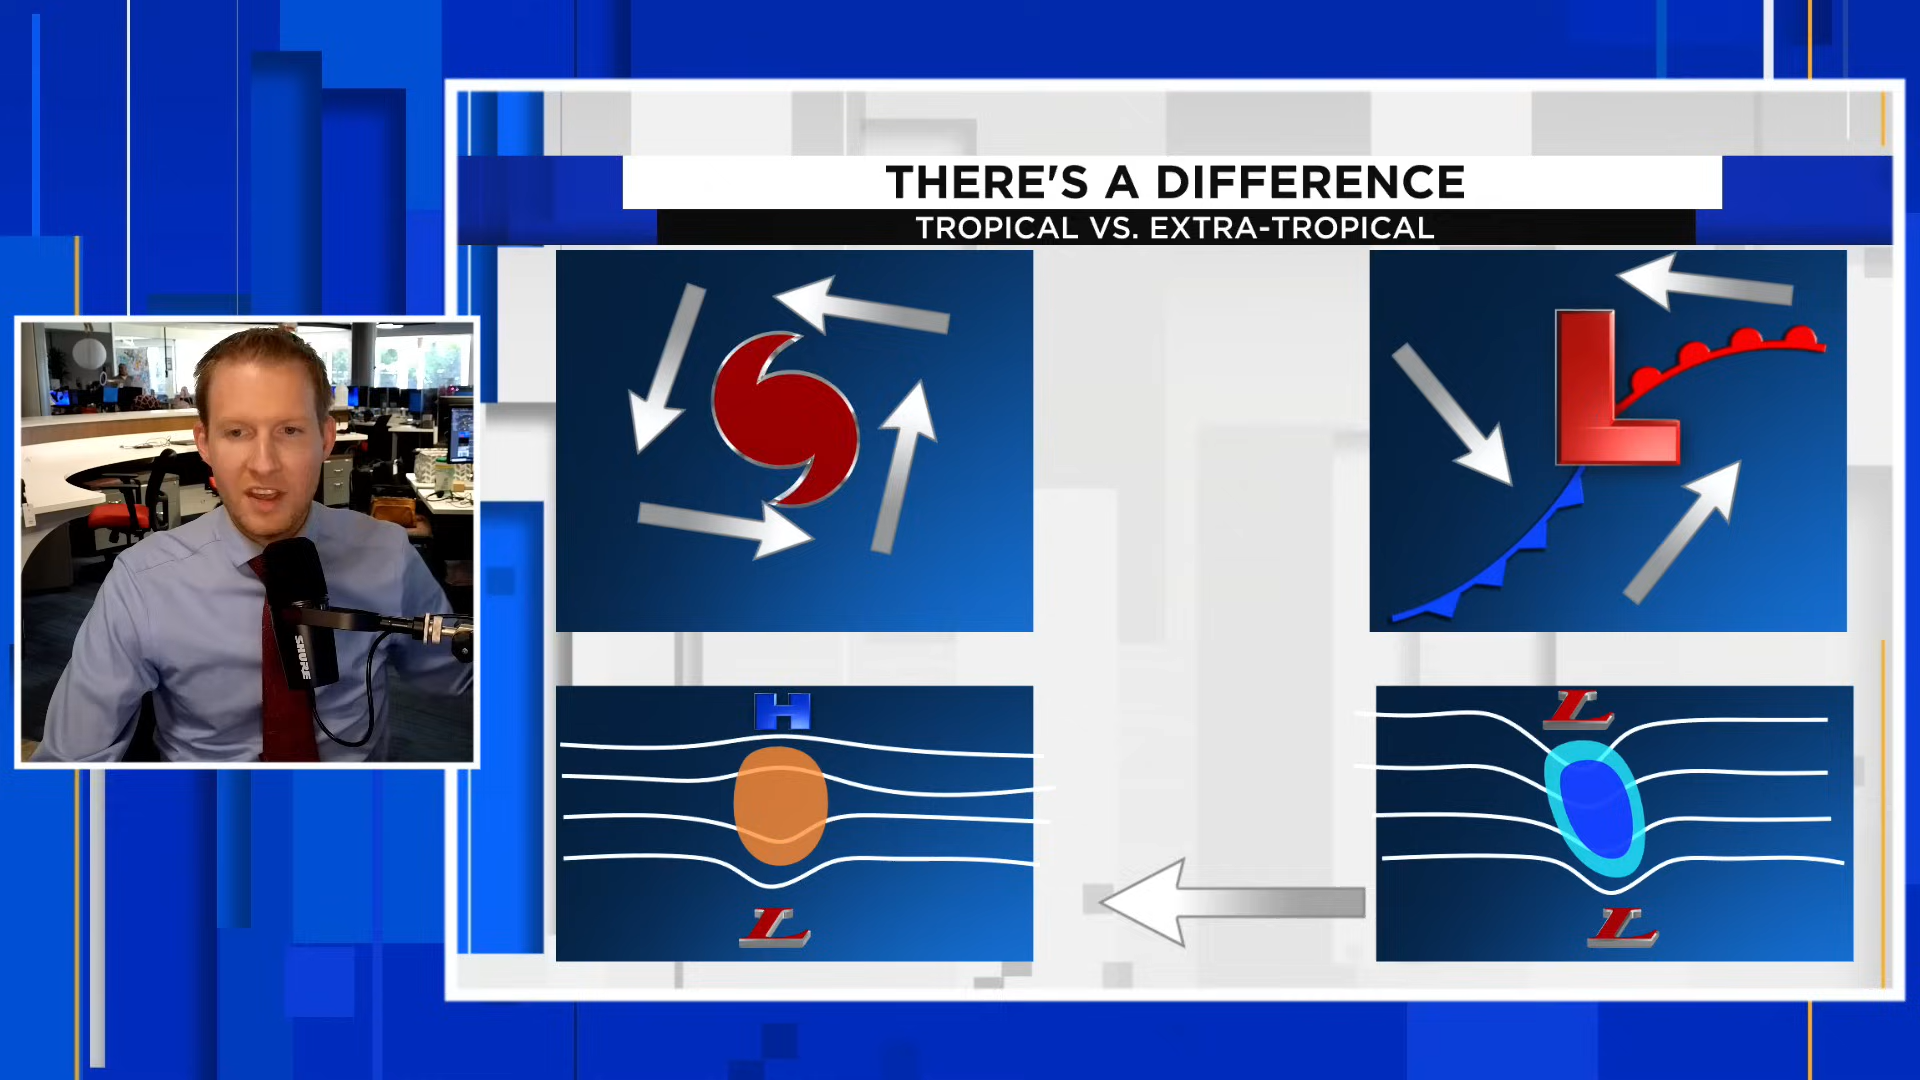 THERE'S A DIFFERENCE
TROPICAL VS. EXTRA-TROPICAL
L
H
L
L
L
SHURE